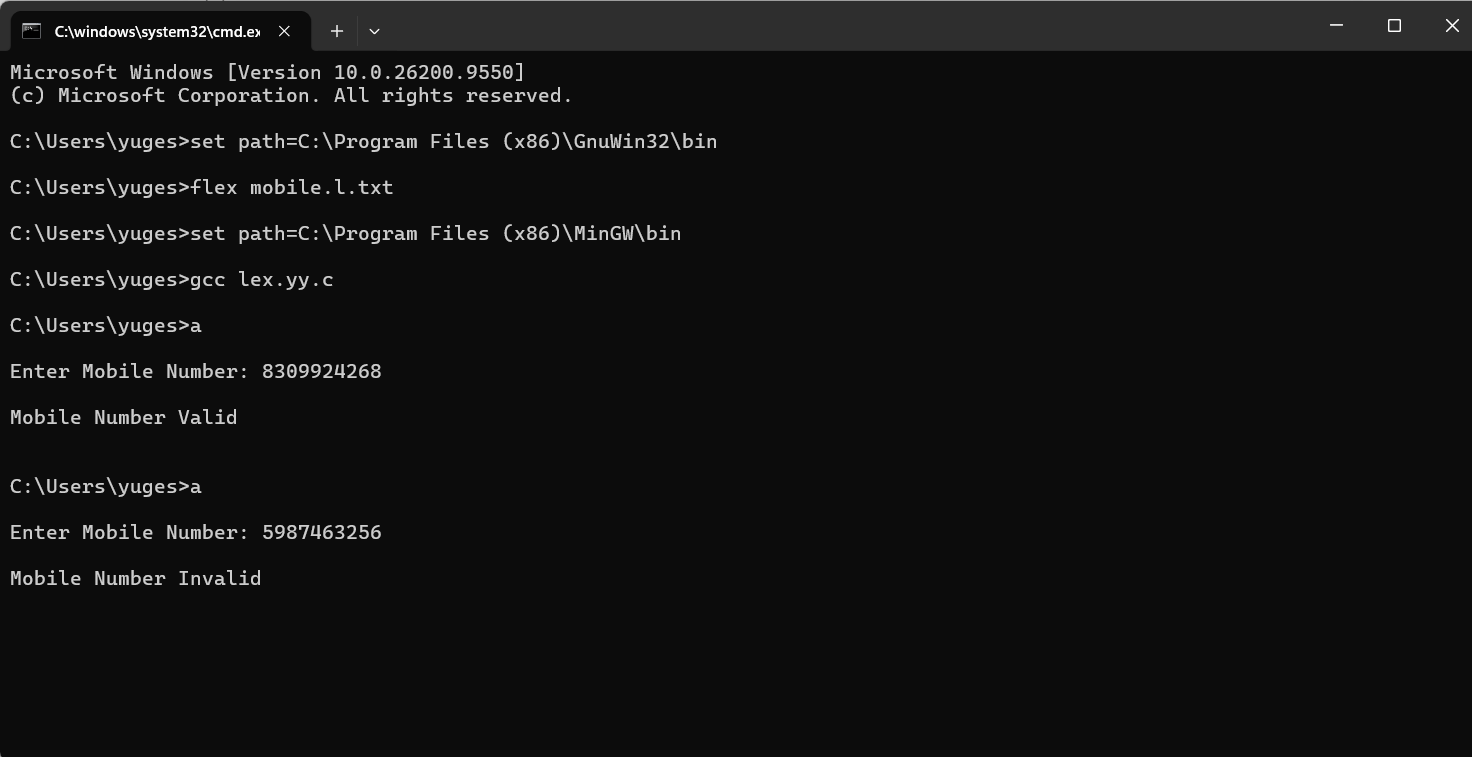 C:\windows\system32\cmd.ex
Microsoft Windows [Version 10.0.26200.9550]
(c) Microsoft Corporation. All rights reserved.
C:\Users\yuges>set path=C:\Program Files (x86)\GnuWin32\bin
C:\Users\yuges>flex mobile.l.txt
C:\Users\yuges>set path=C:\Program Files (x86)\MinGW\bin
C:\Users\yuges>gcc lex.yy.c
C:\Users\yuges>a
Enter Mobile Number: 8309924268
Mobile Number Valid
C:\Users\yuges>a
Enter Mobile Number: 5987463256
Mobile Number Invalid